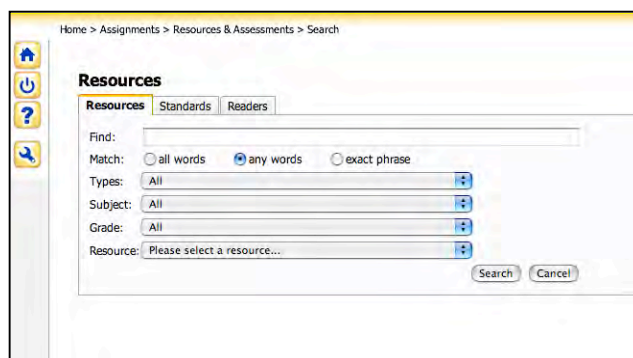 Home > Assignments > Resources & Assessments > Search
Resources
Resources Standards Readers
Find:
Match: all words any words exact phrase
Types: All
Subject: All
Grade: All
Resource: Please select a resource...
Search Cancel
?